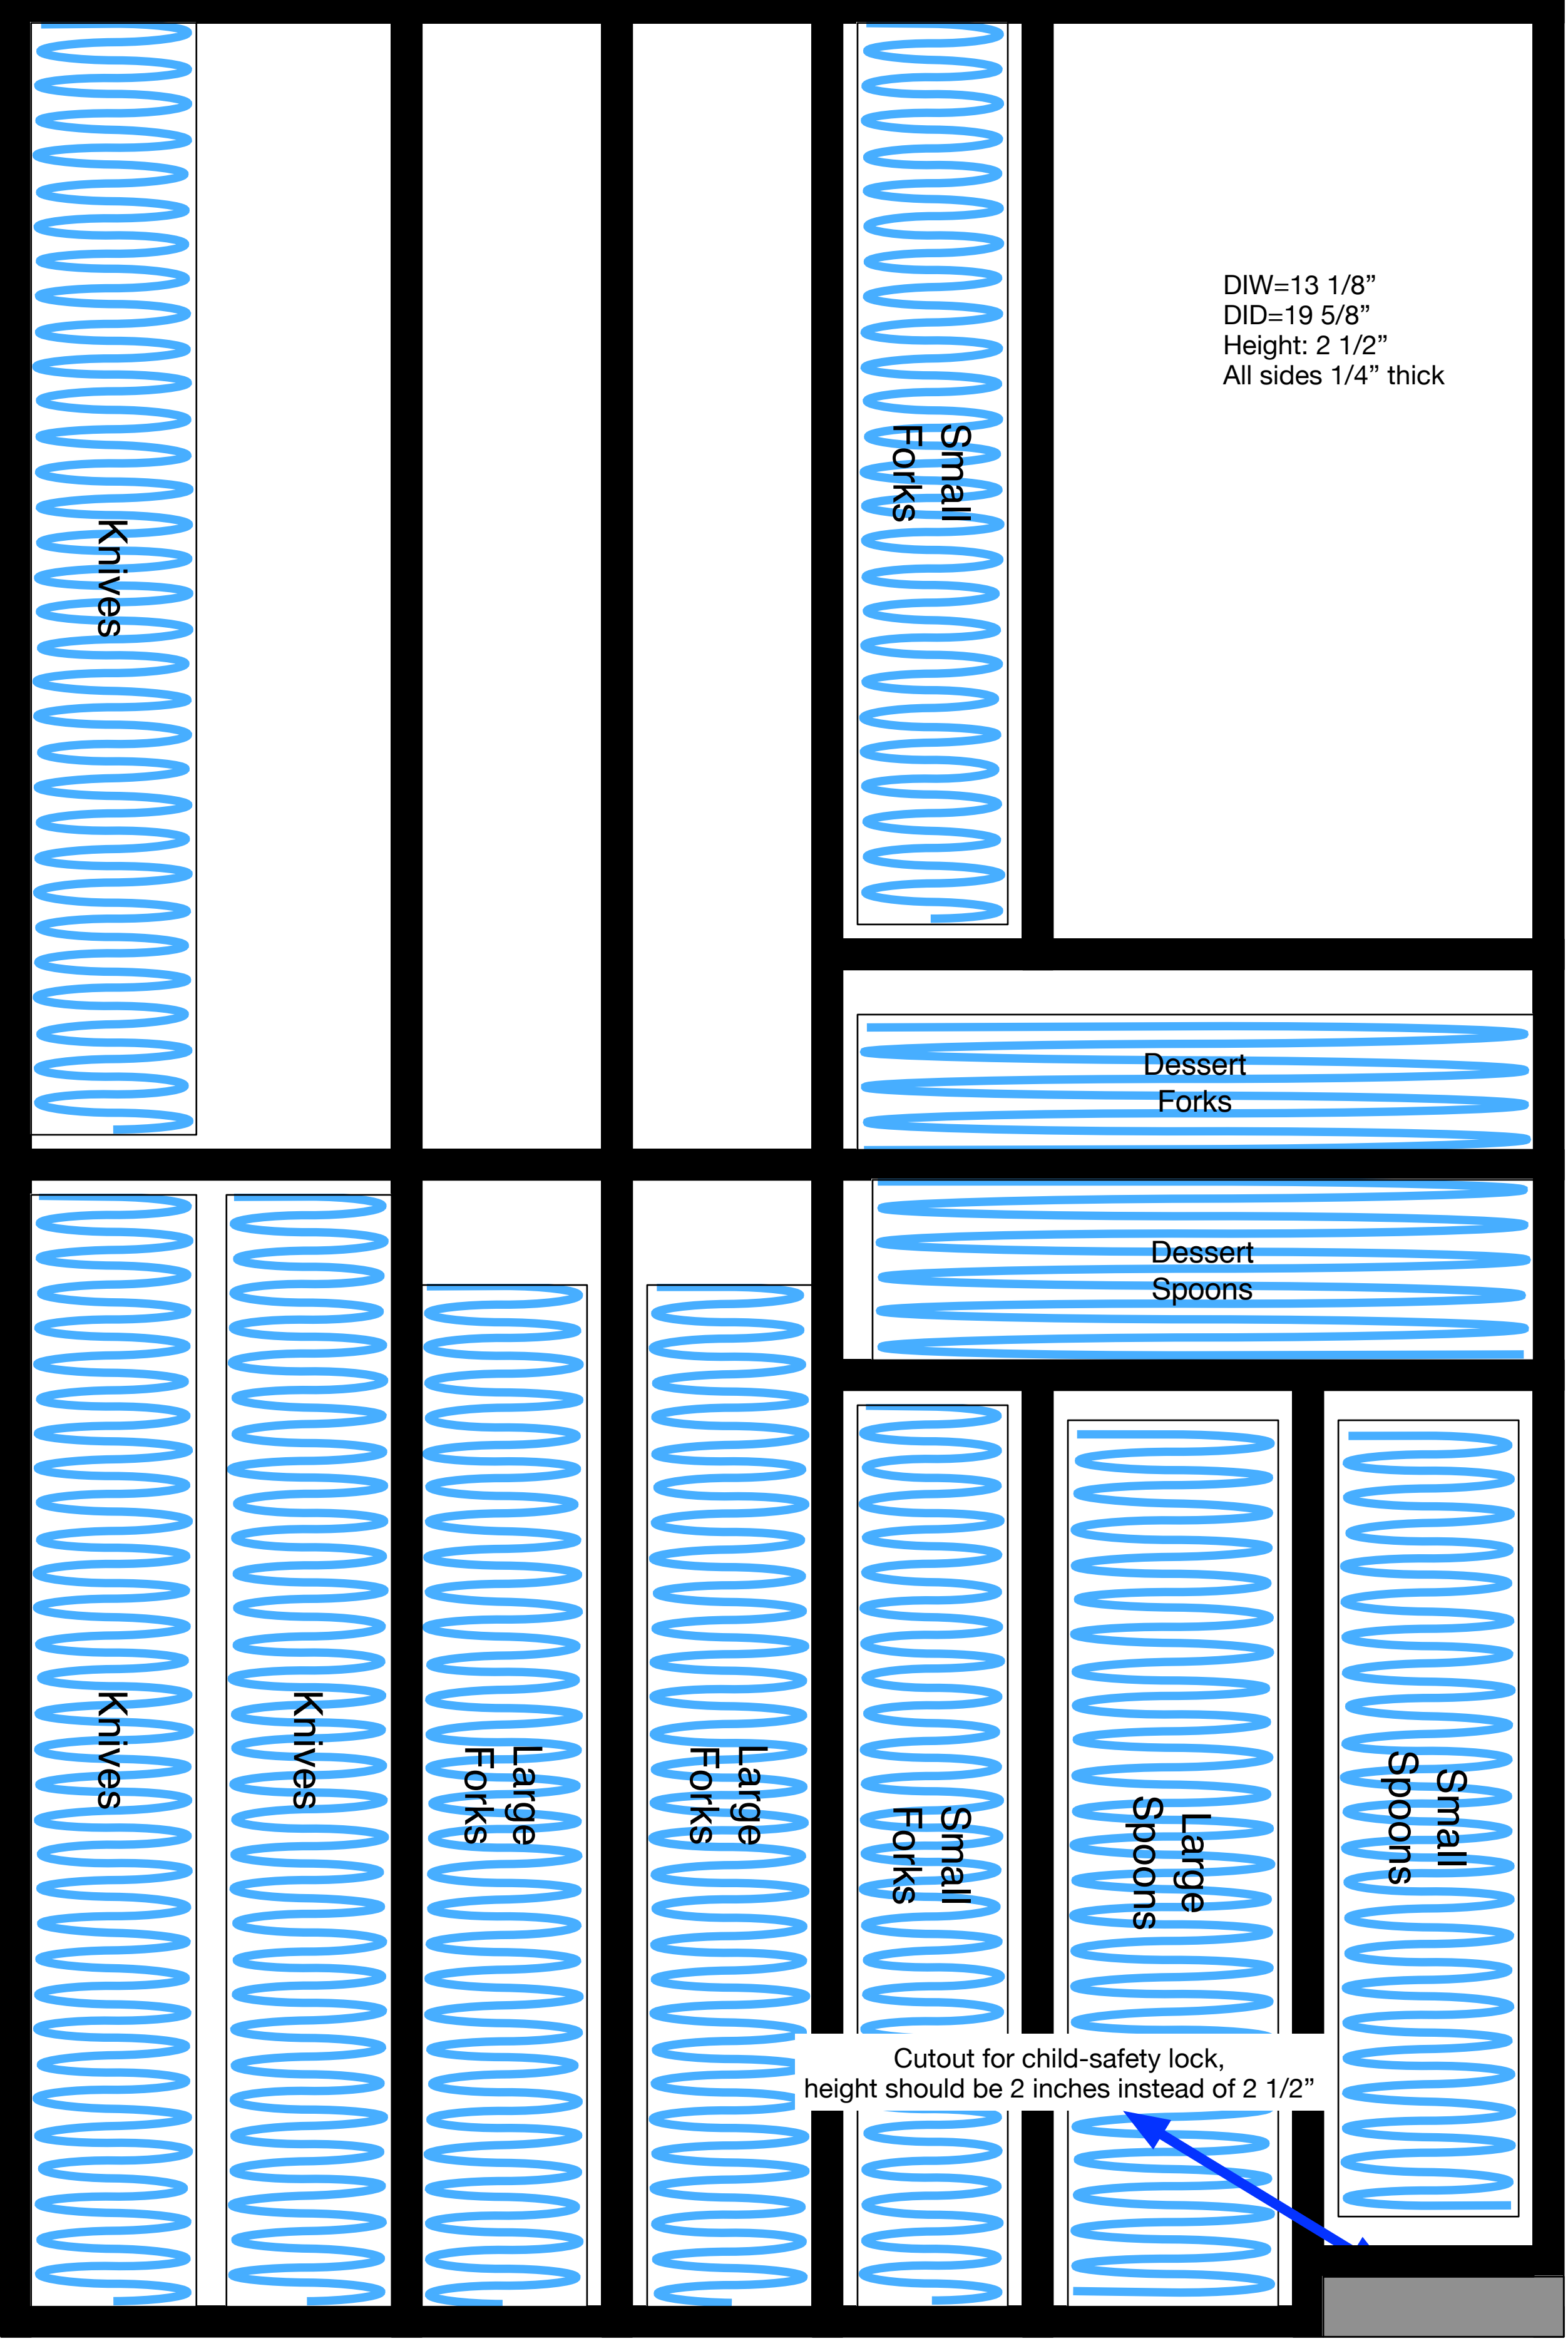 DIW=13 1/8”
DID=19 5/8”
Height: 2 1/2”
All sides 1/4” thick
Small
Forks
Knives
Dessert
Forks
Dessert
Spoons
Knives
Knives
Large
Forks
Large
Forks
Small
Forks
Large
Spoons
Small
Spoons
Cutout for child-safety lock,
height should be 2 inches instead of 2 1/2”